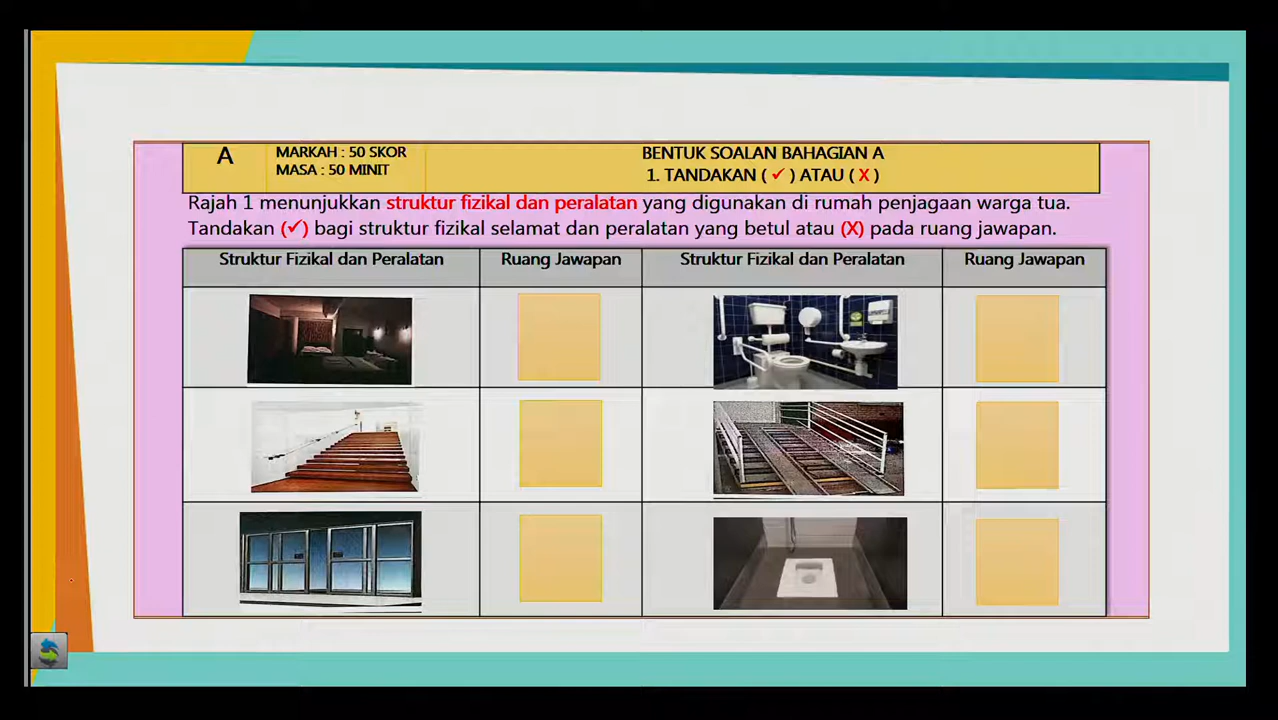 A
MARKAH : 50 SKOR
MASA : 50 MINIT
BENTUK SOALAN BAHAGIAN A
1. TANDAKAN ( ✓ ) ATAU ( X )
Rajah 1 menunjukkan struktur fizikal dan peralatan yang digunakan di rumah penjagaan warga tua.
Tandakan (✓) bagi struktur fizikal selamat dan peralatan yang betul atau (X) pada ruang jawapan.
Struktur Fizikal dan Peralatan
Ruang Jawapan
Struktur Fizikal dan Peralatan
Ruang Jawapan